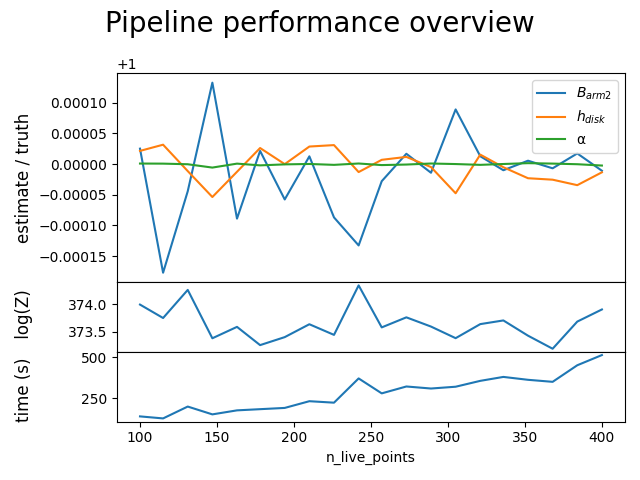 Pipeline performance overview
+1
estimate / truth
0.00010
0.00005
0.00000
−0.00005
−0.00010
−0.00015
B_arm2
h_disk
α
log(Z)
374.0
373.5
time (s)
500
250
100 150 200 250 300 350 400
n_live_points